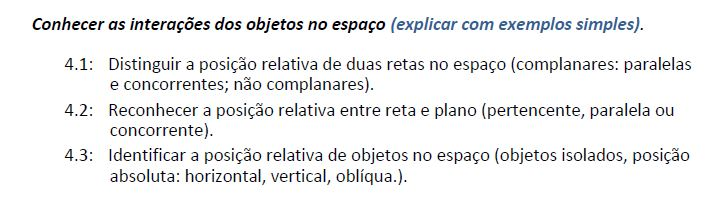 Conhecer as interações dos objetos no espaço (explicar com exemplos simples).
4.1: Distinguir a posição relativa de duas retas no espaço (complanares: paralelas
e concorrentes; não complanares).
4.2: Reconhecer a posição relativa entre reta e plano (pertencente, paralela ou
concorrente).
4.3: Identificar a posição relativa de objetos no espaço (objetos isolados, posição
absoluta: horizontal, vertical, oblíqua.).